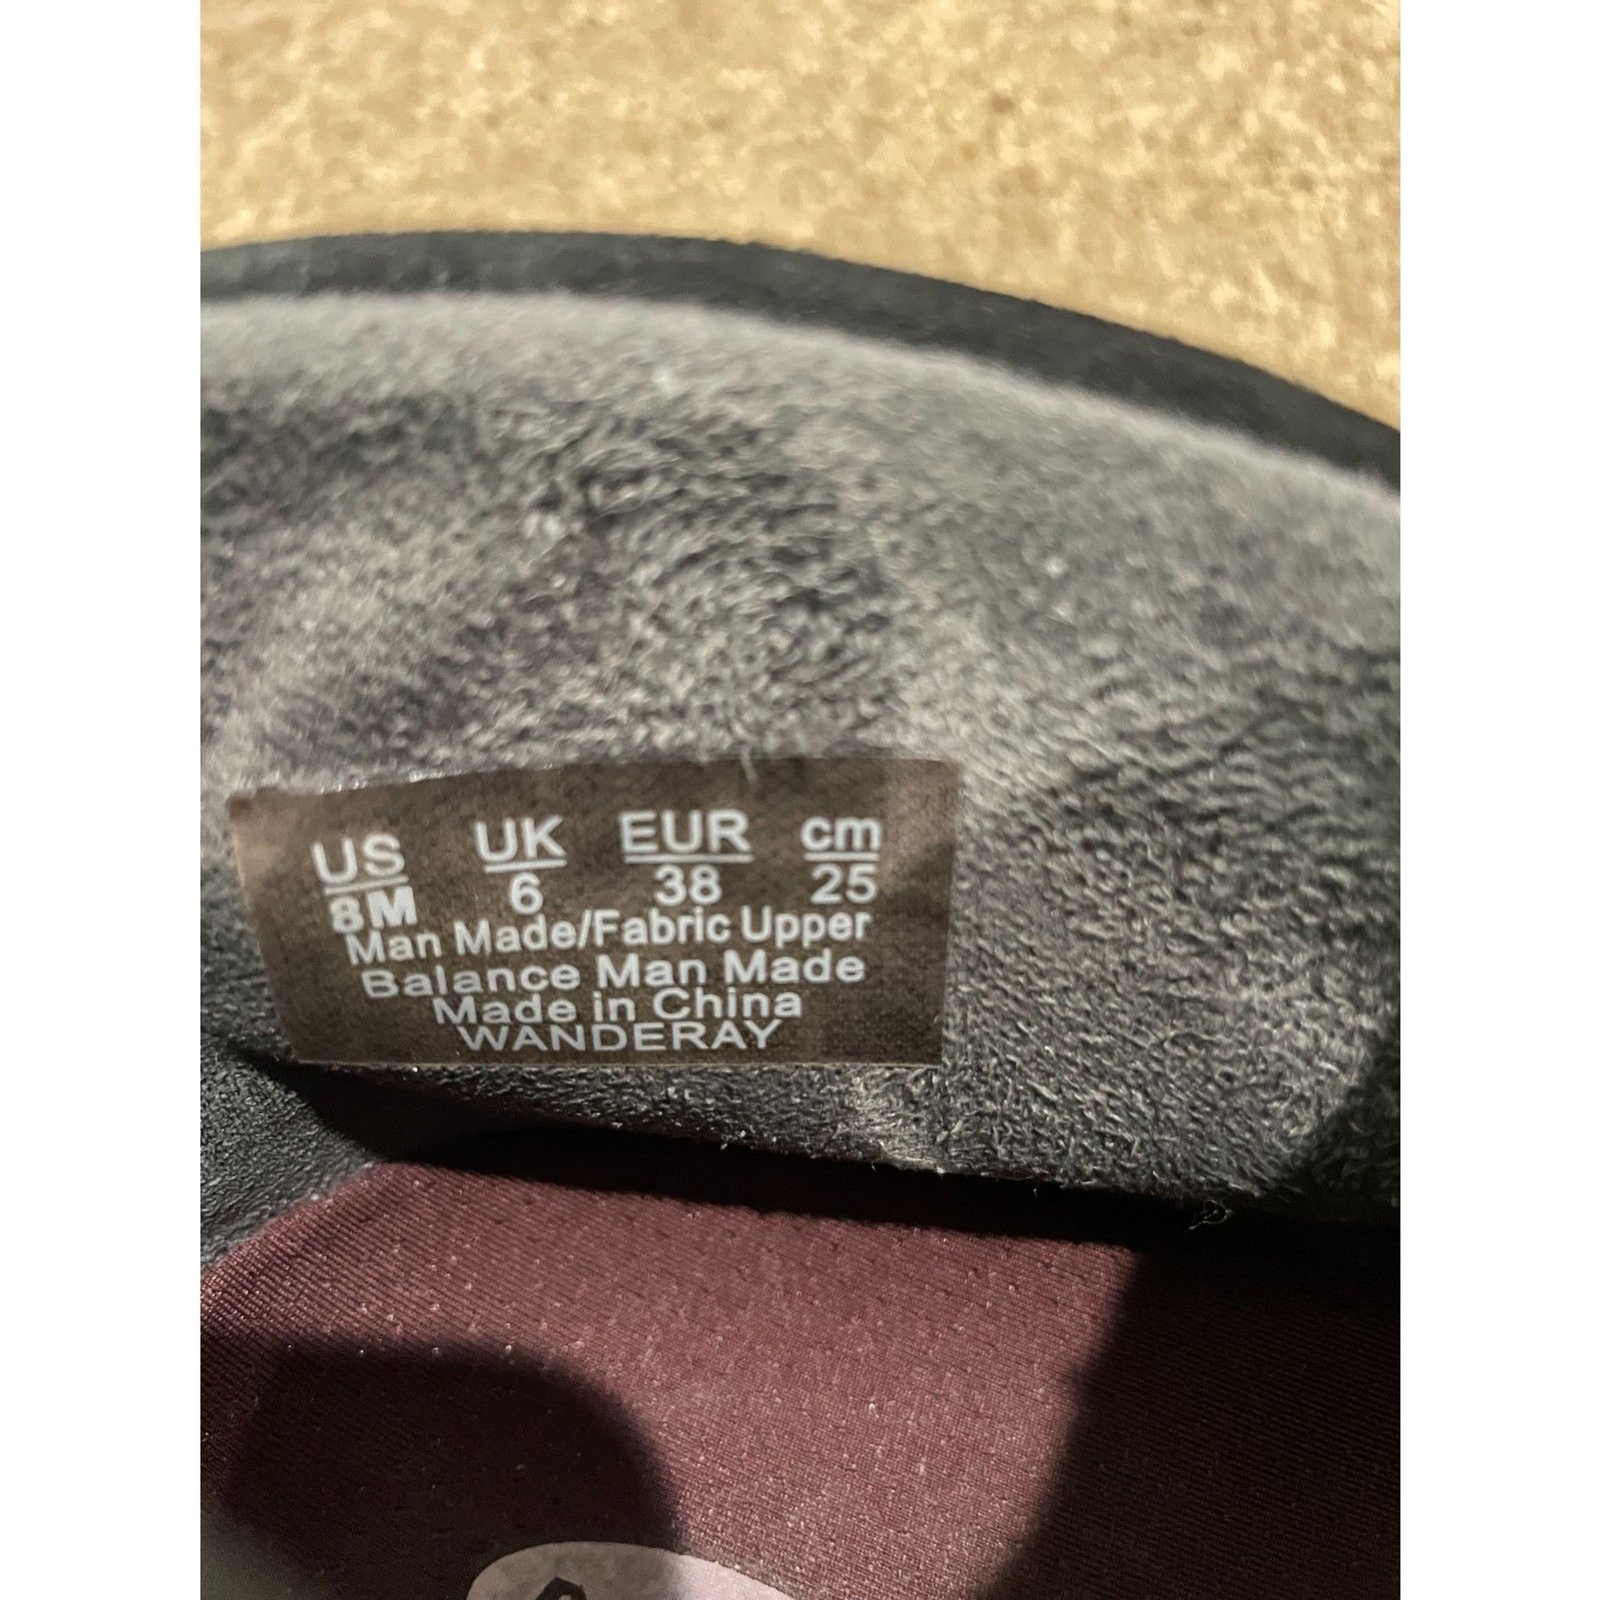 US UK EUR cm
8M 6 38 25
Man Made/Fabric Upper
Balance Man Made
Made in China
WANDERAY